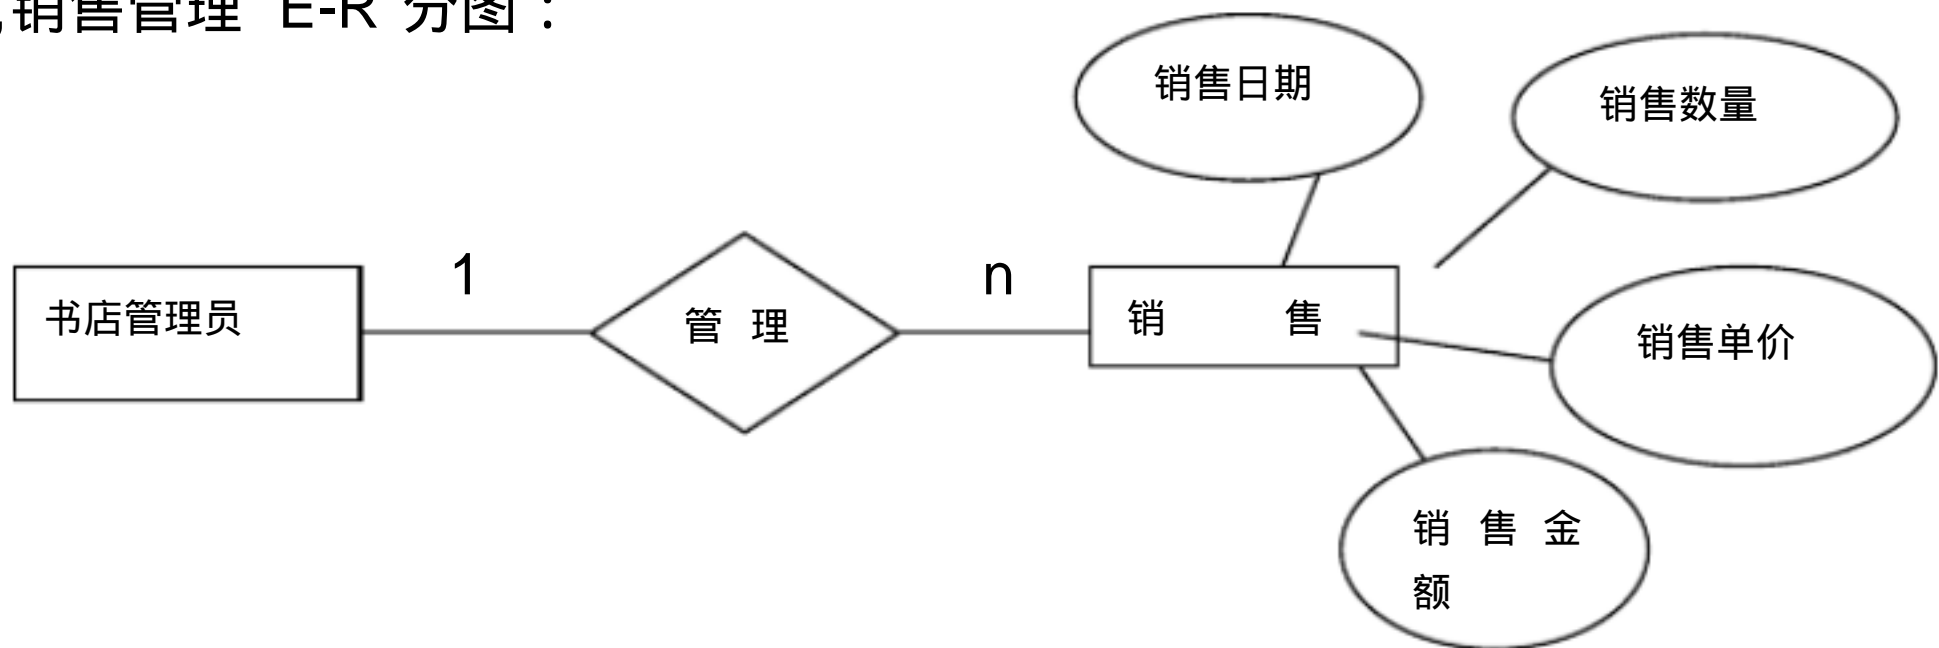 ,销售管理 E-R 分图：
销售日期
销售数量
书店管理员
1
管 理
n
销 售
销售单价
销 售 金
额